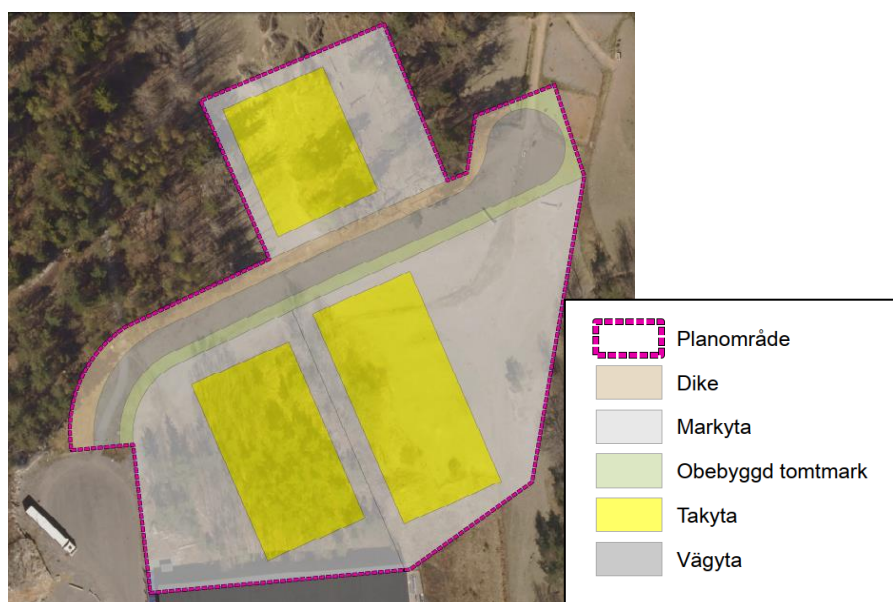 Planområde
Dike
Markyta
Obebyggd tomtmark
Takyta
Vägyta